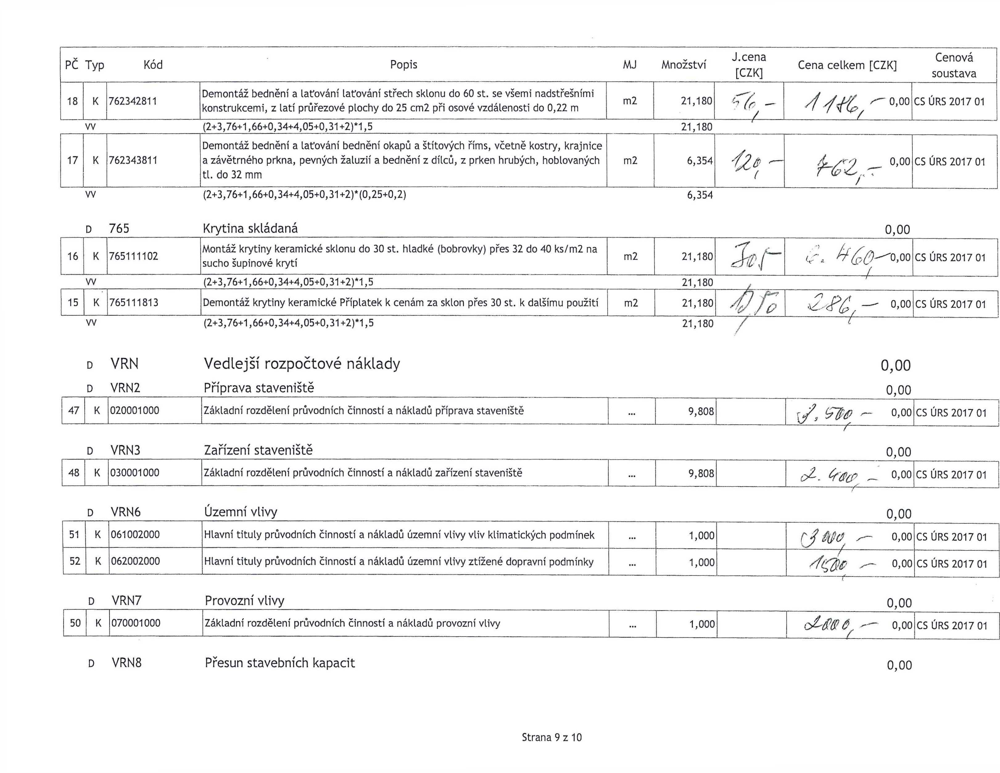 PČ Typ Kód Popis MJ Množství J.cena [CZK] Cena celkem [CZK] Cenová soustava
18 K 762342811 Demontáž bednění a laťování laťování střech sklonu do 60 st. se všemi nadstřešními m2 21,180 56,- 1186,- 0,00 CS ÚRS 2017 01
konstrukcemi, z latí průřezové plochy do 25 cm2 při osové vzdálenosti do 0,22 m
VV (2+3,76+1,66+0,34+4,05+0,31+2)*1,5 21,180
Demontáž bednění a laťování bednění okapů a štítových říms, včetně kostry, krajnice
17 K 762343811 a závětrného prkna, pevných žaluzií a bednění z dílců, z prken hrubých, hoblovaných m2 6,354 120,- 762,- 0,00 CS ÚRS 2017 01
tl. do 32 mm
VV (2+3,76+1,66+0,34+4,05+0,31+2)*(0,25+0,2) 6,354
D 765 Krytina skládaná 0,00
16 K 765111102 Montáž krytiny keramické sklonu do 30 st. hladké (bobrovky) přes 32 do 40 ks/m2 na m2 21,180 305 6.460,- 0,00 CS ÚRS 2017 01
sucho šupinové krytí
VV (2+3,76+1,66+0,34+4,05+0,31+2)*1,5 21,180
15 K 765111813 Demontáž krytiny keramické Příplatek k cenám za sklon přes 30 st. k dalšímu použití m2 21,180 286,- 0,00 CS ÚRS 2017 01
VV (2+3,76+1,66+0,34+4,05+0,31+2)*1,5 21,180
D VRN Vedlejší rozpočtové náklady 0,00
D VRN2 Příprava staveniště 0,00
47 K 020001000 Základní rozdělení průvodních činností a nákladů příprava staveniště ... 9,808 0,00 CS ÚRS 2017 01
D VRN3 Zařízení staveniště 0,00
48 K 030001000 Základní rozdělení průvodních činností a nákladů zařízení staveniště ... 9,808 2.400,- 0,00 CS ÚRS 2017 01
D VRN6 Územní vlivy 0,00
51 K 061002000 Hlavní tituly průvodních činností a nákladů územní vlivy vliv klimatických podmínek ... 1,000 3000,- 0,00 CS ÚRS 2017 01
52 K 062002000 Hlavní tituly průvodních činností a nákladů územní vlivy ztížené dopravní podmínky ... 1,000 1500,- 0,00 CS ÚRS 2017 01
D VRN7 Provozní vlivy 0,00
50 K 070001000 Základní rozdělení průvodních činností a nákladů provozní vlivy ... 1,000 2000,- 0,00 CS ÚRS 2017 01
D VRN8 Přesun stavebních kapacit 0,00
Strana 9 z 10